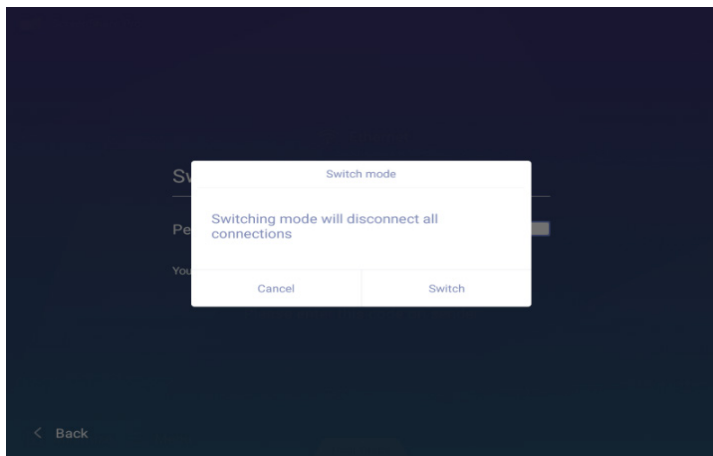 Switch mode
Switching mode will disconnect all
connections
Cancel
Switch
< Back